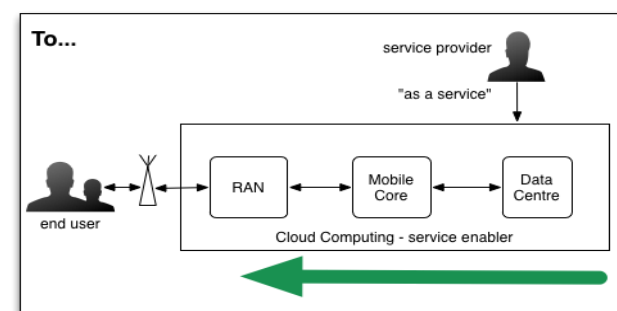 To...
service provider
"as a service"
RAN
Mobile
Core
Data
Centre
end user
Cloud Computing - service enabler